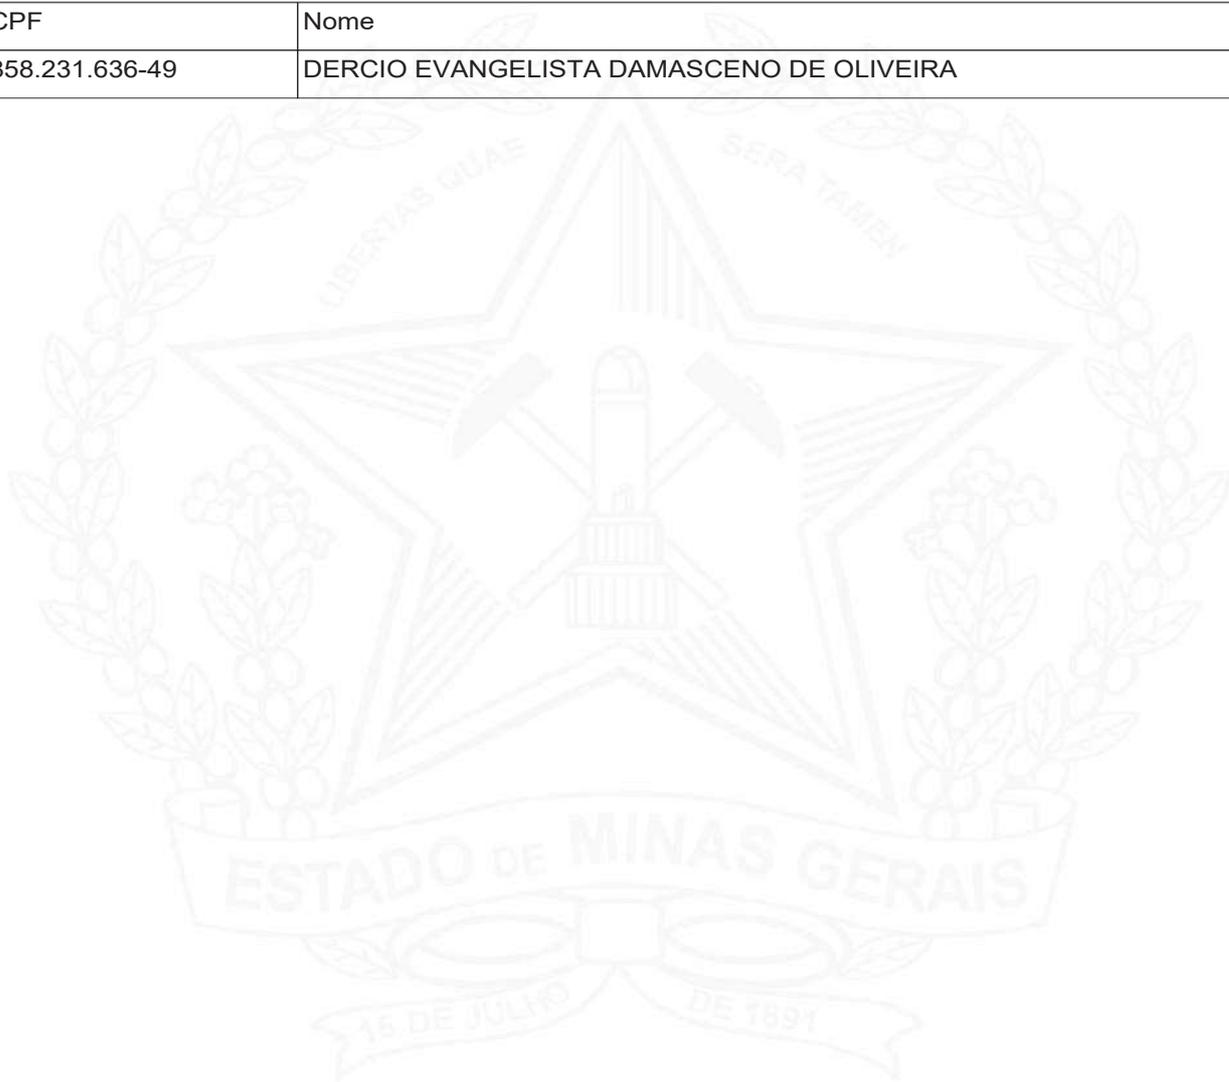 CPF Nome
858.231.636-49 DERCIO EVANGELISTA DAMASCENO DE OLIVEIRA
LIBERTAS QUAE SERA TAMEN
ESTADO DE MINAS GERAIS
15 DE JULHO DE 1891